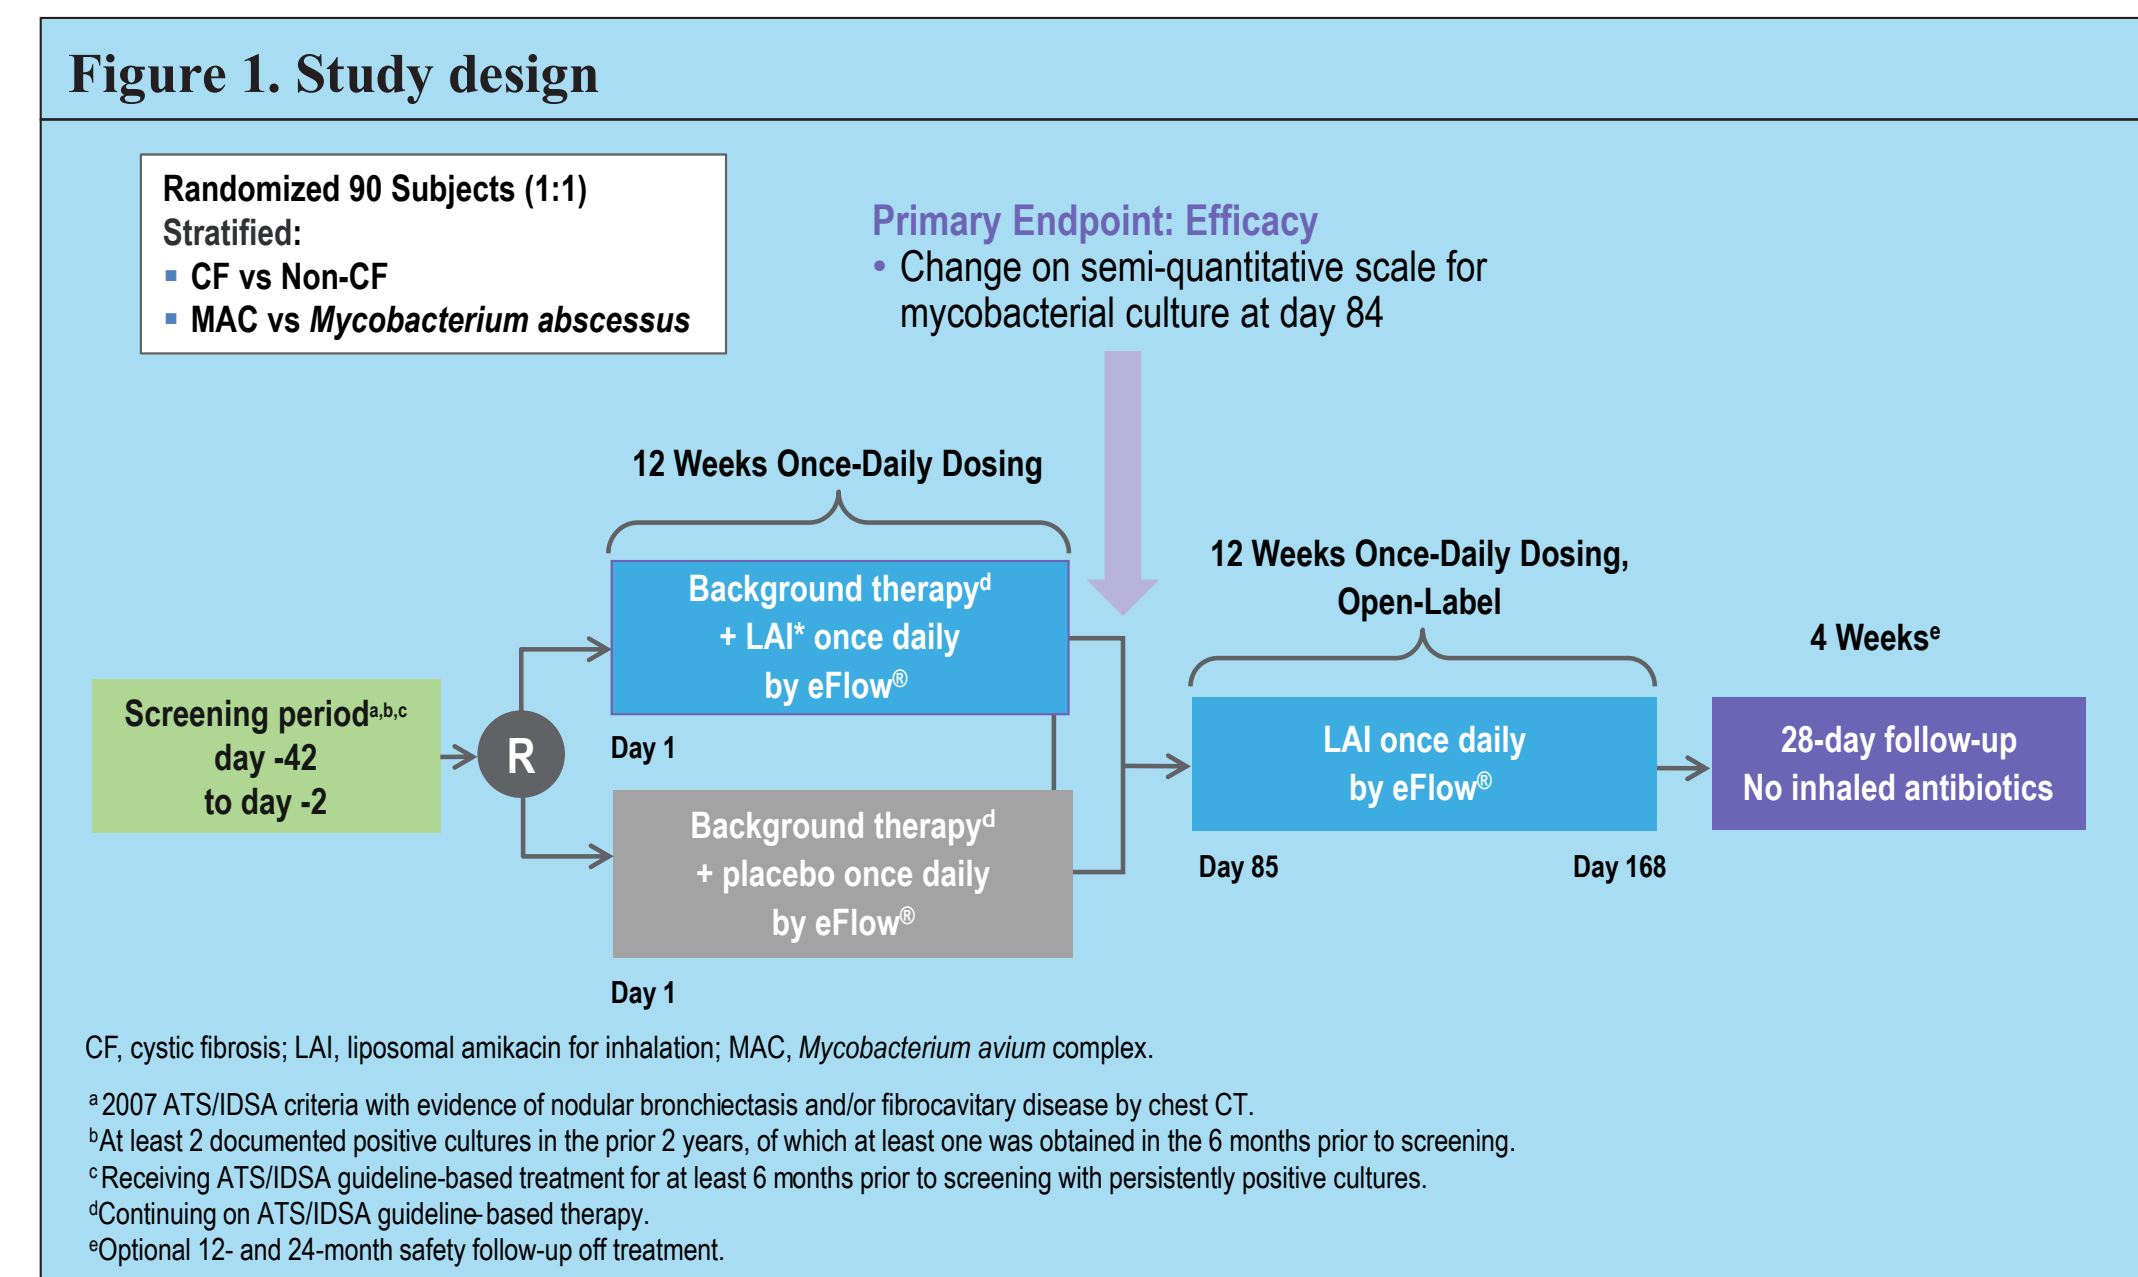 Figure 1. Study design
Randomized 90 Subjects (1:1)
Stratified:
▪ CF vs Non-CF
▪ MAC vs Mycobacterium abscessus
Primary Endpoint: Efficacy
• Change on semi-quantitative scale for
mycobacterial culture at day 84
12 Weeks Once-Daily Dosing
Background therapyᵈ
+ LAI* once daily
by eFlow®
Day 1
Screening periodᵃ,ᵇ,ᶜ
day -42
to day -2
R
Background therapyᵈ
+ placebo once daily
by eFlow®
Day 1
12 Weeks Once-Daily Dosing,
Open-Label
LAI once daily
by eFlow®
Day 85
Day 168
4 Weeksᵉ
28-day follow-up
No inhaled antibiotics
CF, cystic fibrosis; LAI, liposomal amikacin for inhalation; MAC, Mycobacterium avium complex.
ᵃ 2007 ATS/IDSA criteria with evidence of nodular bronchiectasis and/or fibrocavitary disease by chest CT.
ᵇAt least 2 documented positive cultures in the prior 2 years, of which at least one was obtained in the 6 months prior to screening.
ᶜ Receiving ATS/IDSA guideline-based treatment for at least 6 months prior to screening with persistently positive cultures.
ᵈContinuing on ATS/IDSA guideline-based therapy.
ᵉOptional 12- and 24-month safety follow-up off treatment.